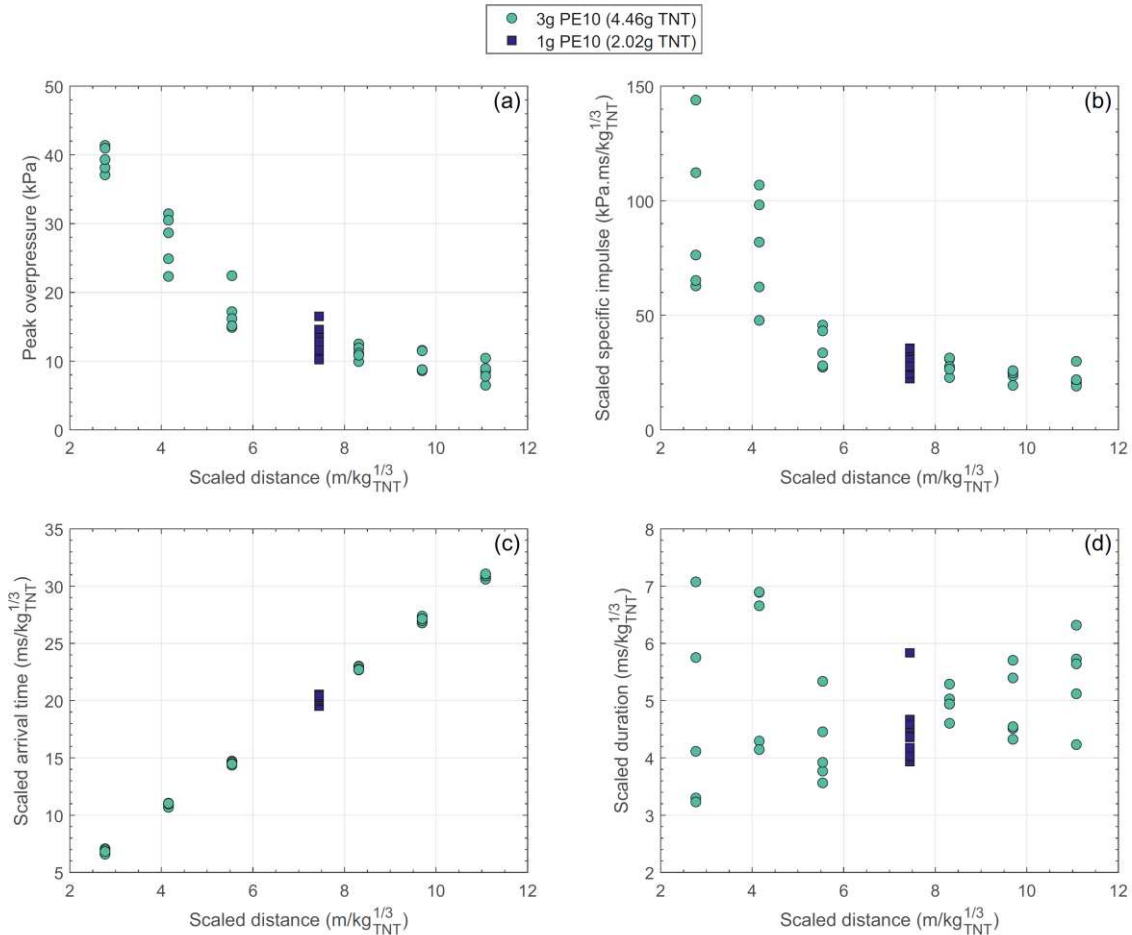 3g PE10 (4.46g TNT)
1g PE10 (2.02g TNT)
(a)
50
40
30
20
10
0
2 4 6 8 10 12
Peak overpressure (kPa)
Scaled distance (m/kg^{1/3}_{TNT})
(b)
150
100
50
0
2 4 6 8 10 12
Scaled specific impulse (kPa.ms/kg^{1/3}_{TNT})
Scaled distance (m/kg^{1/3}_{TNT})
(c)
35
30
25
20
15
10
5
2 4 6 8 10 12
Scaled arrival time (ms/kg^{1/3}_{TNT})
Scaled distance (m/kg^{1/3}_{TNT})
(d)
8
7
6
5
4
3
2
2 4 6 8 10 12
Scaled duration (ms/kg^{1/3}_{TNT})
Scaled distance (m/kg^{1/3}_{TNT})